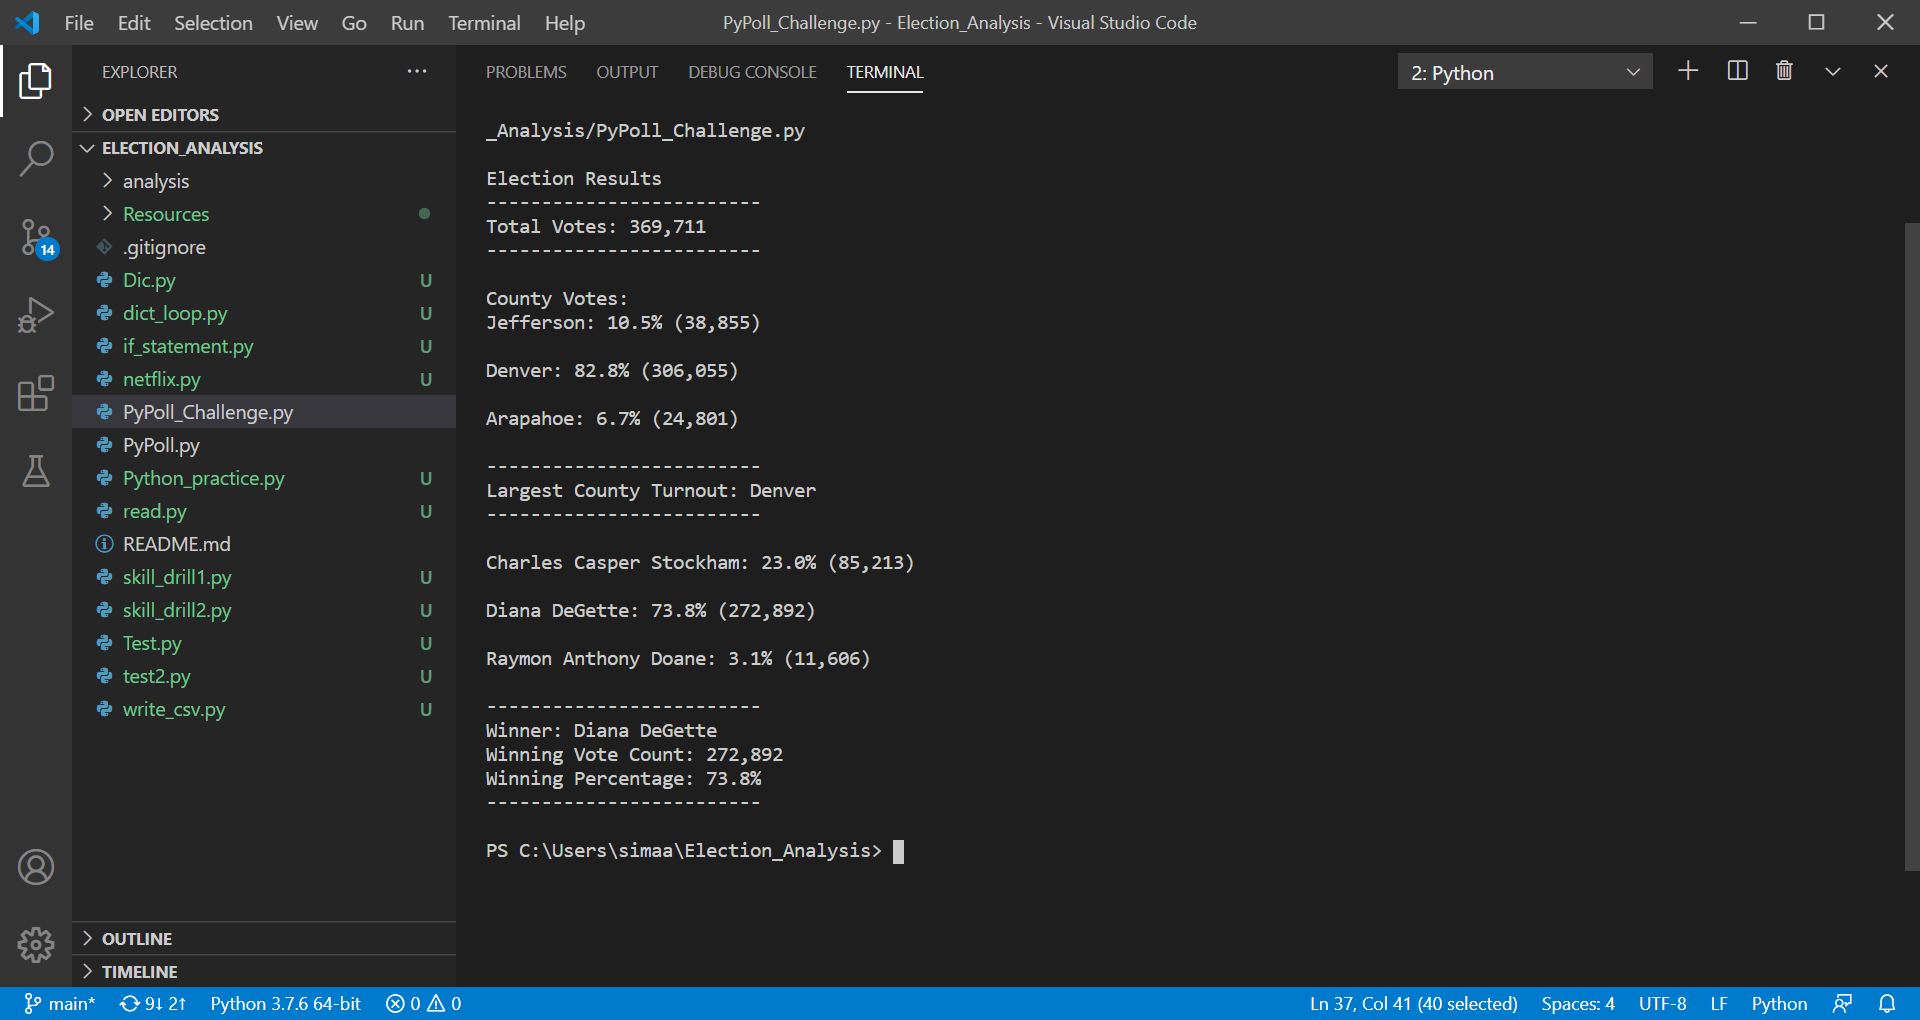 File Edit Selection View Go Run Terminal Help PyPoll_Challenge.py - Election_Analysis - Visual Studio Code
EXPLORER ···
OPEN EDITORS
ELECTION_ANALYSIS
analysis
Resources
.gitignore
Dic.py U
dict_loop.py U
if_statement.py U
netflix.py U
PyPoll_Challenge.py
PyPoll.py
Python_practice.py U
read.py U
README.md
skill_drill1.py U
skill_drill2.py U
Test.py U
test2.py U
write_csv.py U
OUTLINE
TIMELINE
14
PROBLEMS OUTPUT DEBUG CONSOLE TERMINAL 2: Python
_Analysis/PyPoll_Challenge.py
Election Results
-------------------------
Total Votes: 369,711
-------------------------
County Votes:
Jefferson: 10.5% (38,855)
Denver: 82.8% (306,055)
Arapahoe: 6.7% (24,801)
-------------------------
Largest County Turnout: Denver
-------------------------
Charles Casper Stockham: 23.0% (85,213)
Diana DeGette: 73.8% (272,892)
Raymon Anthony Doane: 3.1% (11,606)
-------------------------
Winner: Diana DeGette
Winning Vote Count: 272,892
Winning Percentage: 73.8%
-------------------------
PS C:\Users\simaa\Election_Analysis>
main* 9↓ 2↑ Python 3.7.6 64-bit 0 0 Ln 37, Col 41 (40 selected) Spaces: 4 UTF-8 LF Python